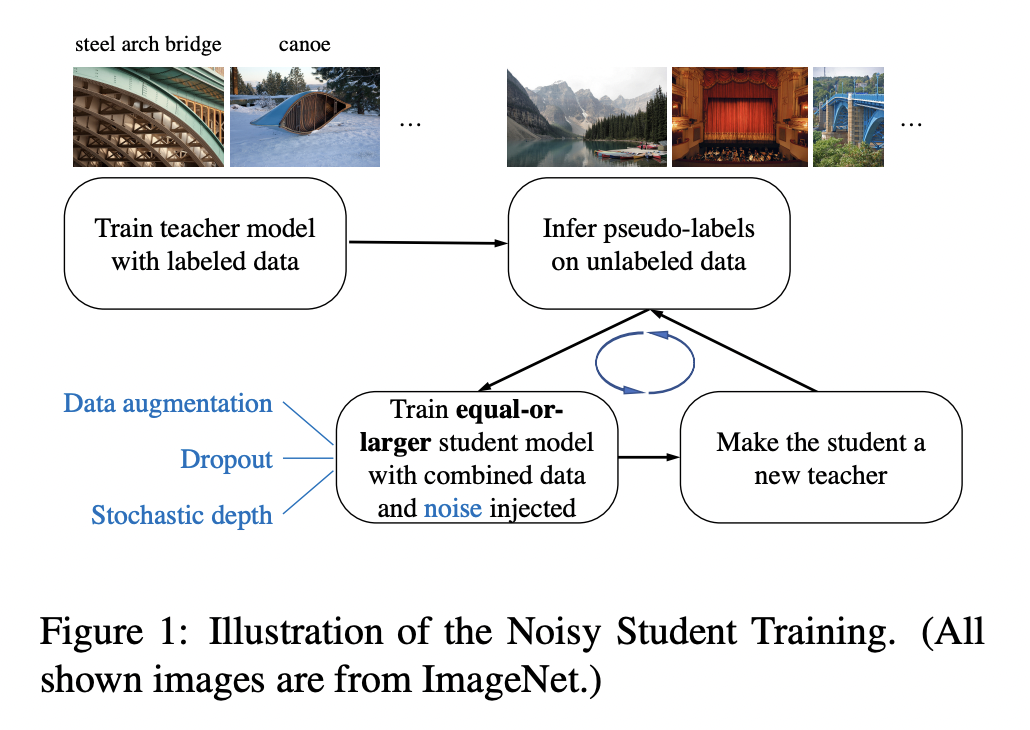 steel arch bridge
canoe
...
...
Train teacher model
with labeled data
Infer pseudo-labels
on unlabeled data
Data augmentation
Dropout
Stochastic depth
Train equal-or-
larger student model
with combined data
and noise injected
Make the student a
new teacher
Figure 1: Illustration of the Noisy Student Training. (All
shown images are from ImageNet.)